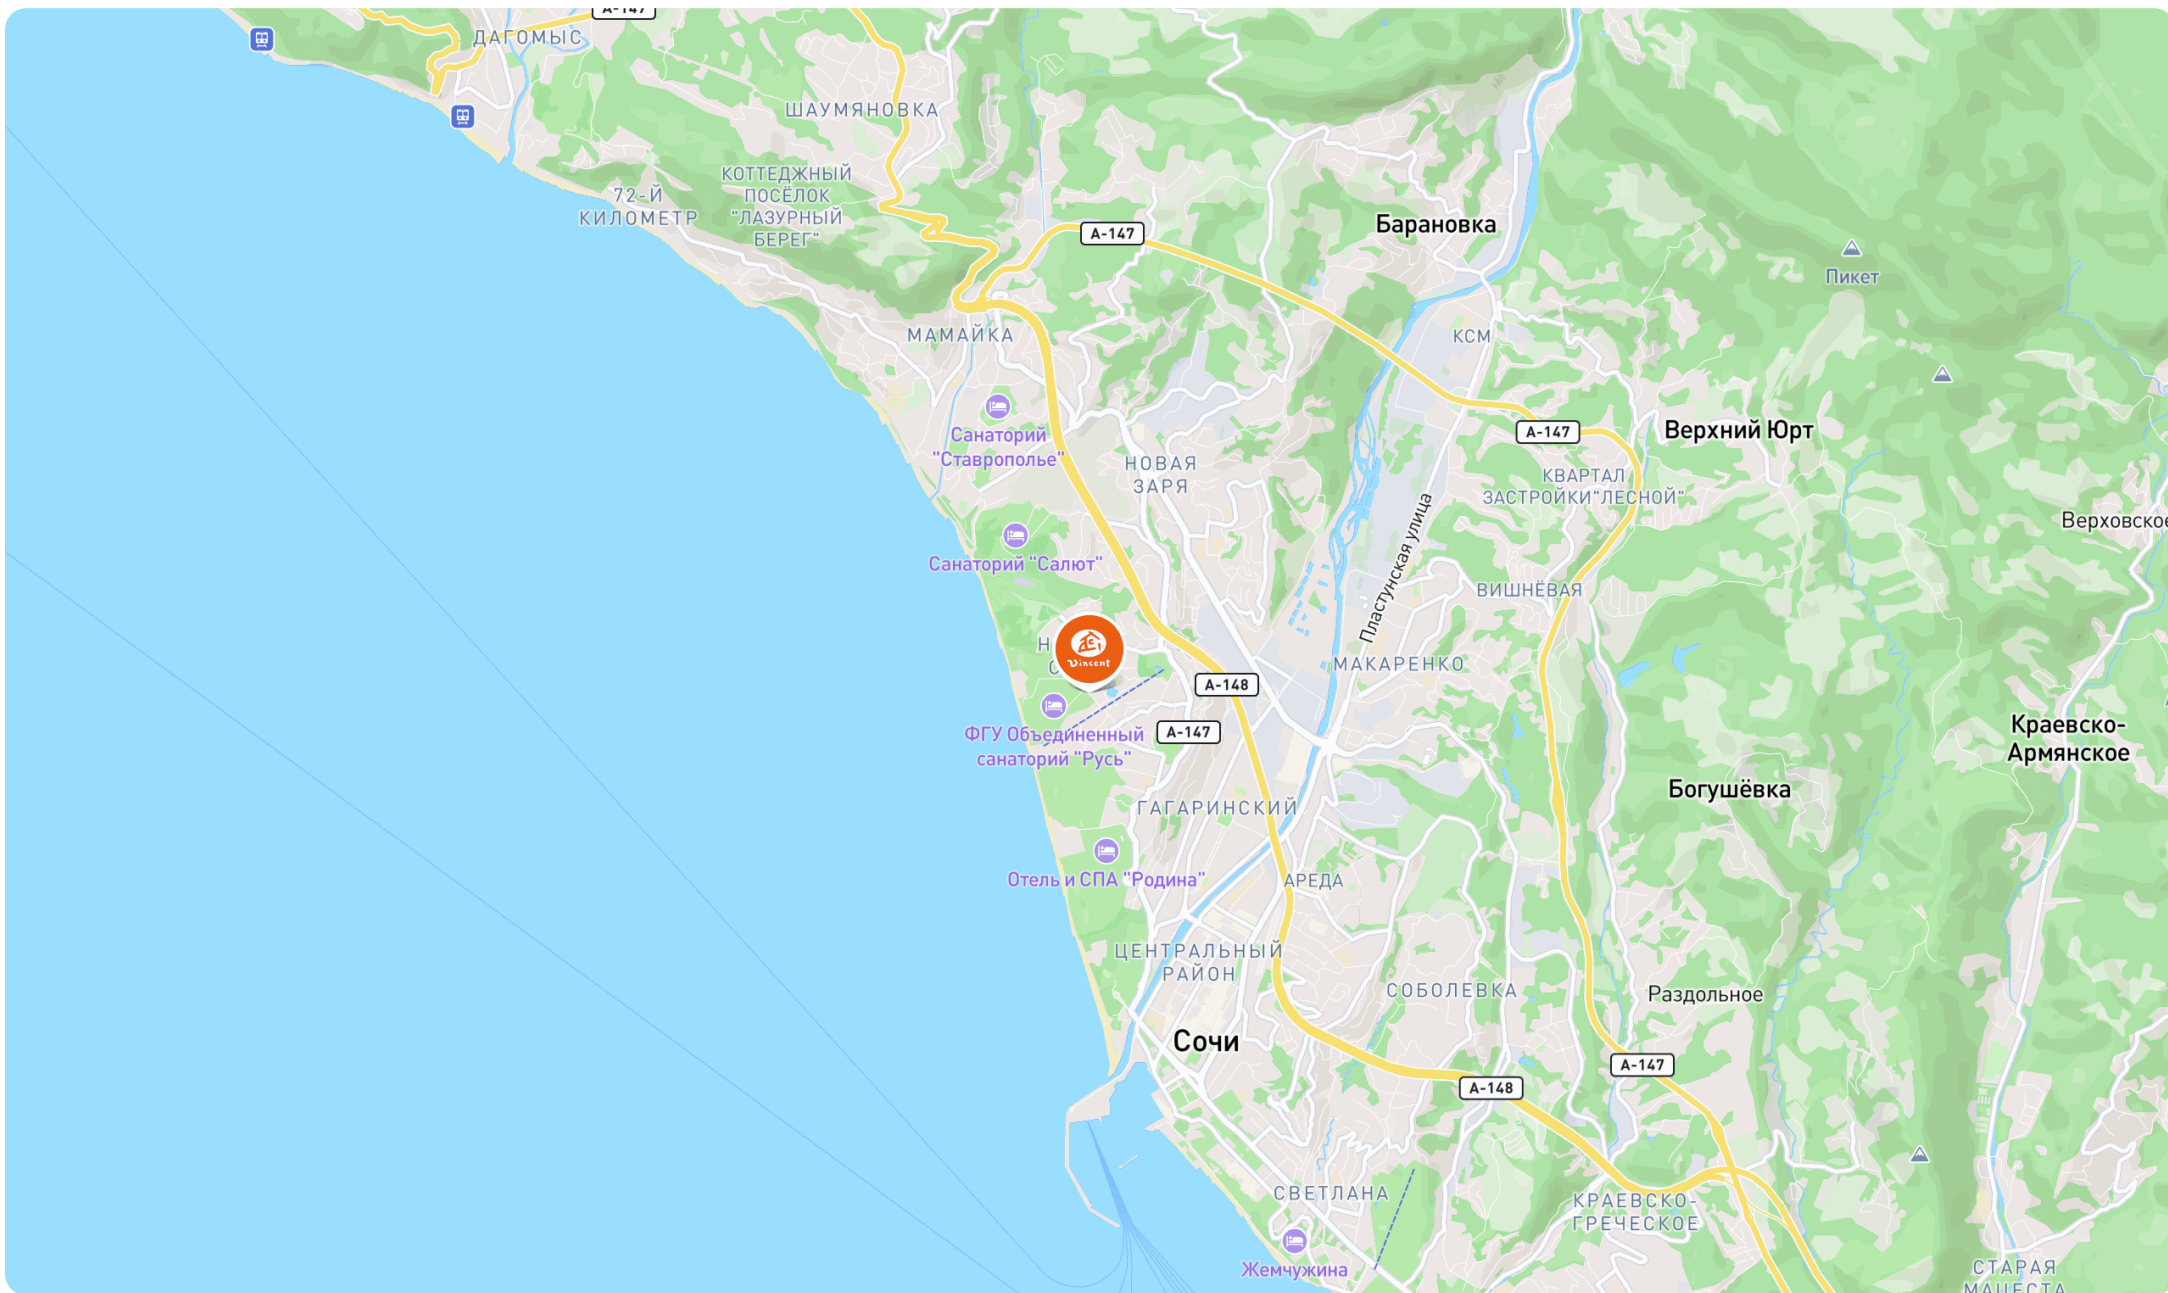 А-147
ДАГОМЫС
ШАУМЯНОВКА
КОТТЕДЖНЫЙ
ПОСЁЛОК
"ЛАЗУРНЫЙ
БЕРЕГ"
72-Й
КИЛОМЕТР
А-147
Барановка
Пикет
МАМАЙКА
КСМ
Санаторий
"Ставрополье"
НОВАЯ
ЗАРЯ
А-147
Верхний Юрт
КВАРТАЛ
ЗАСТРОЙКИ"ЛЕСНОЙ"
Верховское
Пластунская улица
Санаторий "Салют"
ВИШНЁВАЯ
Vincent
МАКАРЕНКО
А-148
А-147
ФГУ Объединенный
санаторий "Русь"
Краевско-
Армянское
Богушёвка
ГАГАРИНСКИЙ
Отель и СПА "Родина"
АРЕДА
ЦЕНТРАЛЬНЫЙ
РАЙОН
СОБОЛЕВКА
Раздольное
Сочи
А-147
А-148
СВЕТЛАНА
КРАЕВСКО-
ГРЕЧЕСКОЕ
Жемчужина
СТАРАЯ
МАЦЕСТА